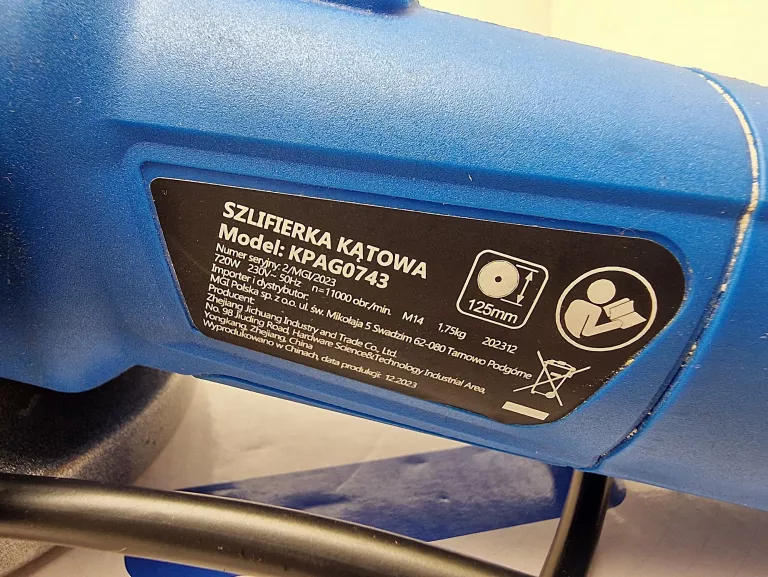 SZLIFIERKA KĄTOWA
Model: KPAG0743
Numer seryjny: 2/MGI/2023
720W 230V~ 50Hz n=11000 obr./min. M14 1,75kg 202312
Importer i dystrybutor:
MGI Polska sp. z o.o. ul. św. Mikołaja 5 Swadzim 62-080 Tarnowo Podgórne
Producent:
Zhejiang Jichuang Industry and Trade Co., Ltd.
No. 98 Jiuding Road, Hardware Science&Technology Industrial Area,
Yongkang, Zhejiang, China
Wyprodukowano w Chinach, data produkcji: 12.2023
125mm